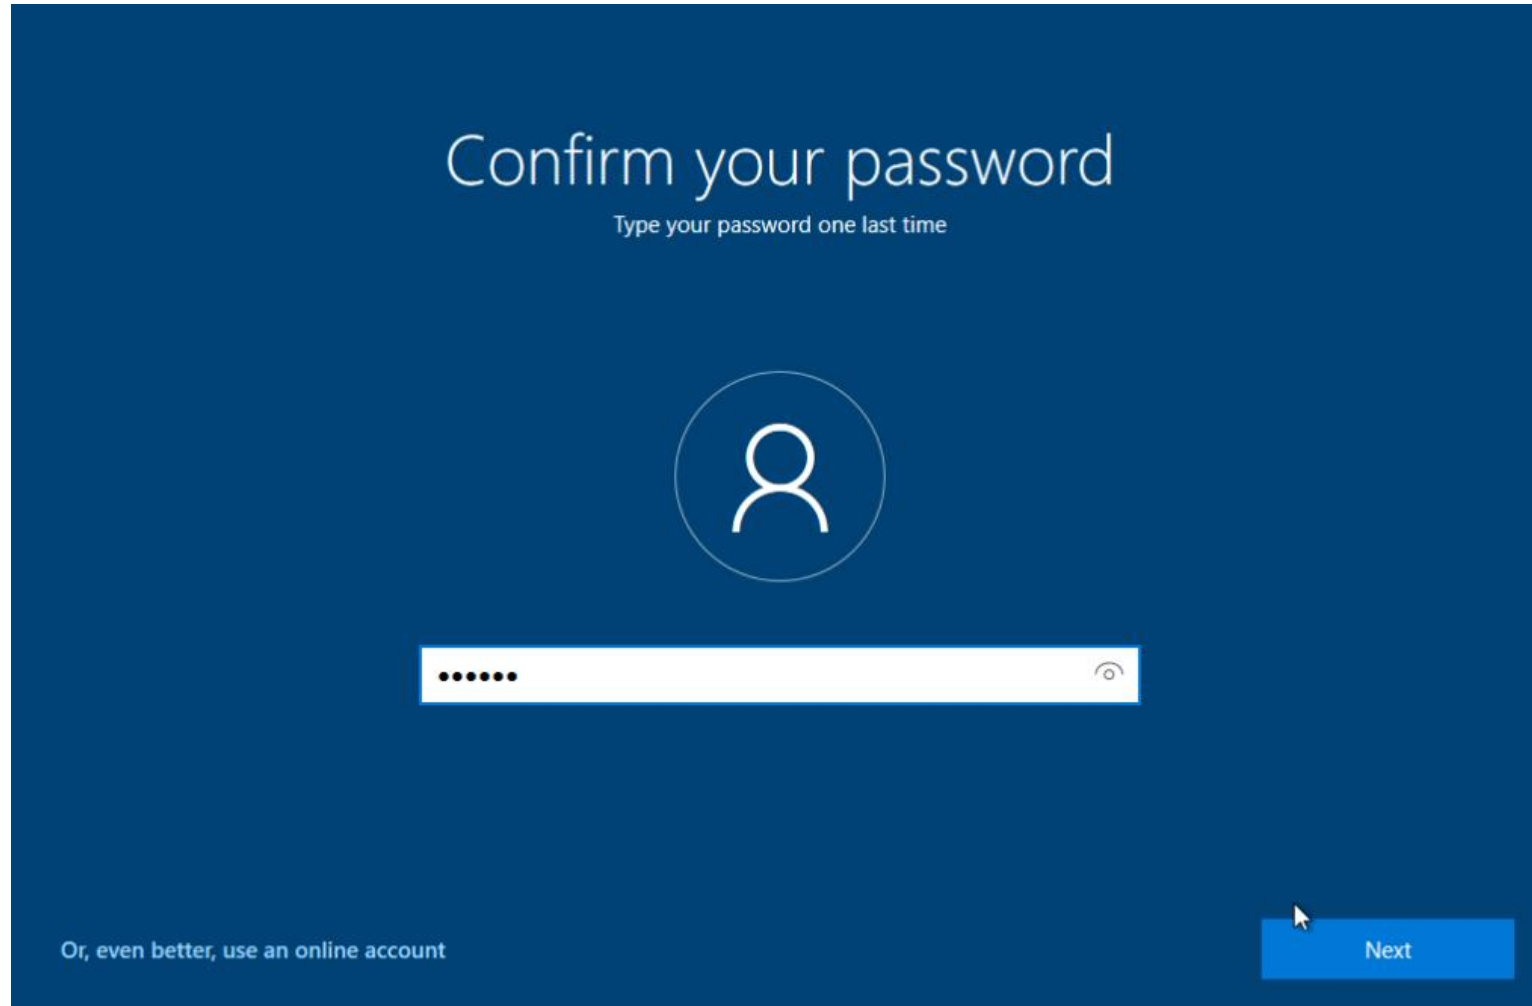 Confirm your password
Type your password one last time
••••••
Or, even better, use an online account
Next